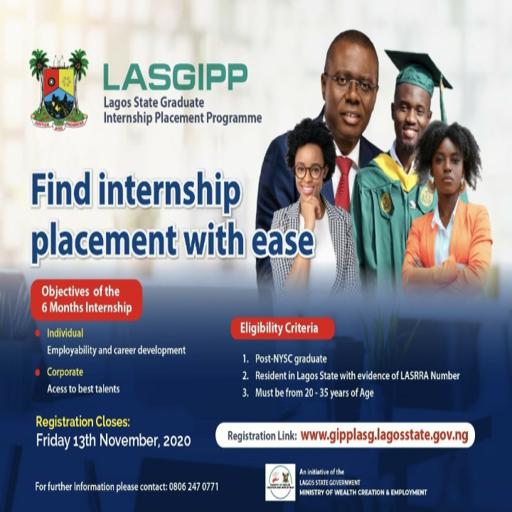 LASGIPP
Lagos State Graduate
Internship Placement Programme
Find internship
placement with ease
Objectives of the
6 Months Internship
Individual
Employability and career development
Corporate
Acess to best talents
Eligibility Criteria
1. Post-NYSC graduate
2. Resident in Lagos State with evidence of LASRRA Number
3. Must be from 20 - 35 years of Age
Registration Closes:
Friday 13th November, 2020
Registration Link: www.gipplasg.lagosstate.gov.ng
For further Information please contact: 0806 247 0771
An initiative of the
LAGOS STATE GOVERNMENT
MINISTRY OF WEALTH CREATION & EMPLOYMENT